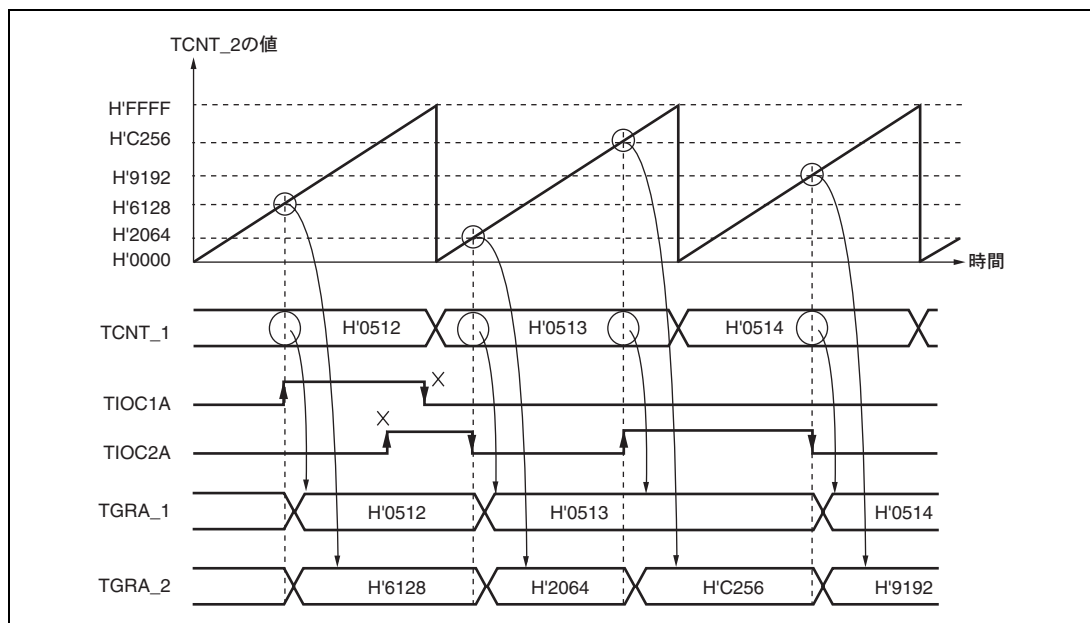 TCNT_2の値
H'FFFF
H'C256
H'9192
H'6128
H'2064
H'0000
時間
TCNT_1 H'0512 H'0513 H'0514
TIOC1A
TIOC2A
TGRA_1 H'0512 H'0513 H'0514
TGRA_2 H'6128 H'2064 H'C256 H'9192